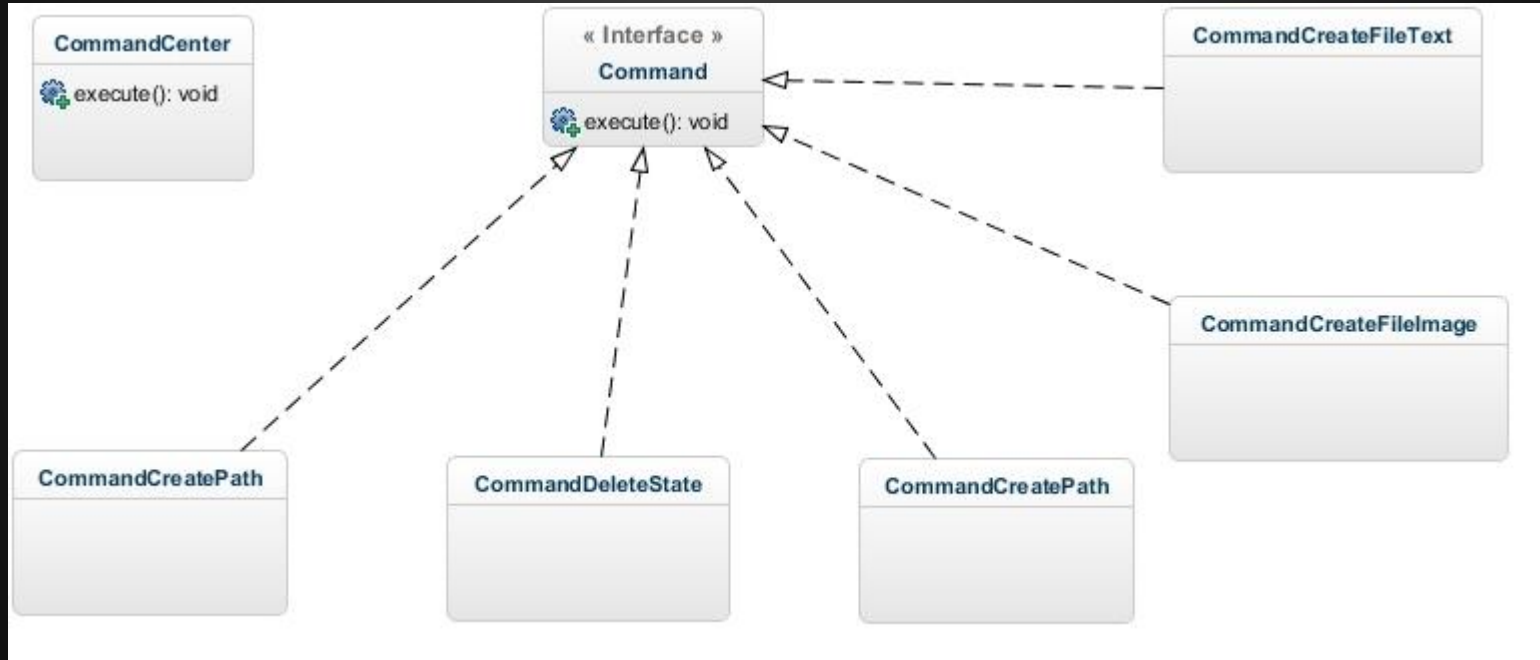 CommandCenter
execute(): void
« Interface »
Command
execute(): void
CommandCreateFileText
CommandCreateFileImage
CommandCreatePath
CommandDeleteState
CommandCreatePath